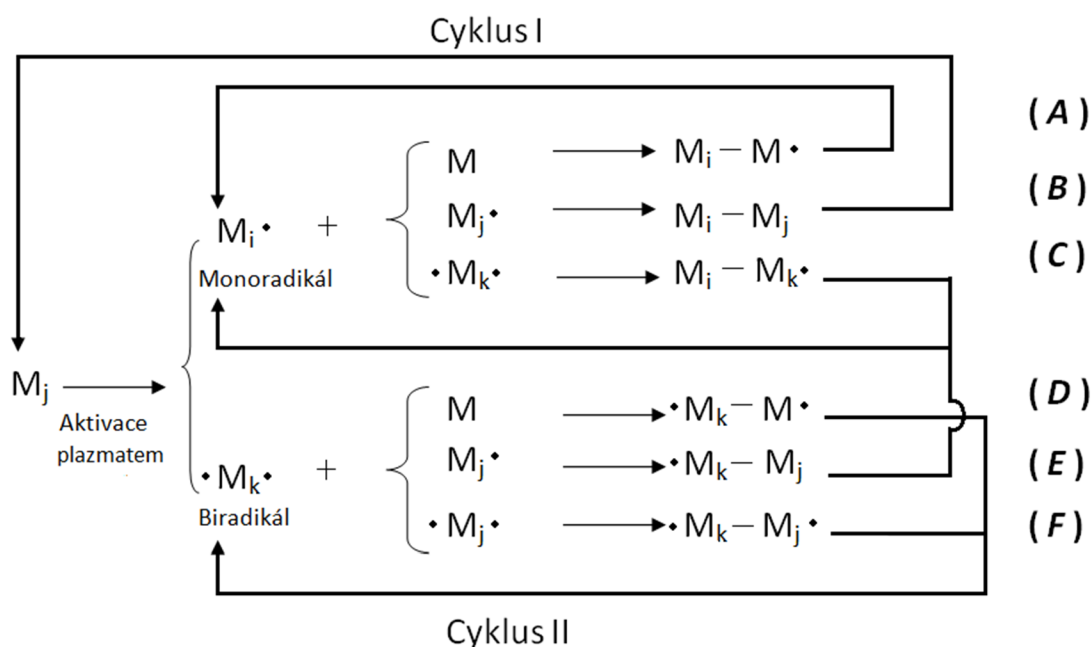 Cyklus I
M ⟶ Mᵢ – M• (A)
Mᵢ• + Mⱼ• ⟶ Mᵢ – Mⱼ (B)
Monoradikál •Mₖ• ⟶ Mᵢ – Mₖ• (C)
Mⱼ ⟶
Aktivace
plazmatem
M ⟶ •Mₖ – M• (D)
•Mₖ• + Mⱼ• ⟶ •Mₖ – Mⱼ (E)
Biradikál •Mⱼ• ⟶ •Mₖ – Mⱼ• (F)
Cyklus II